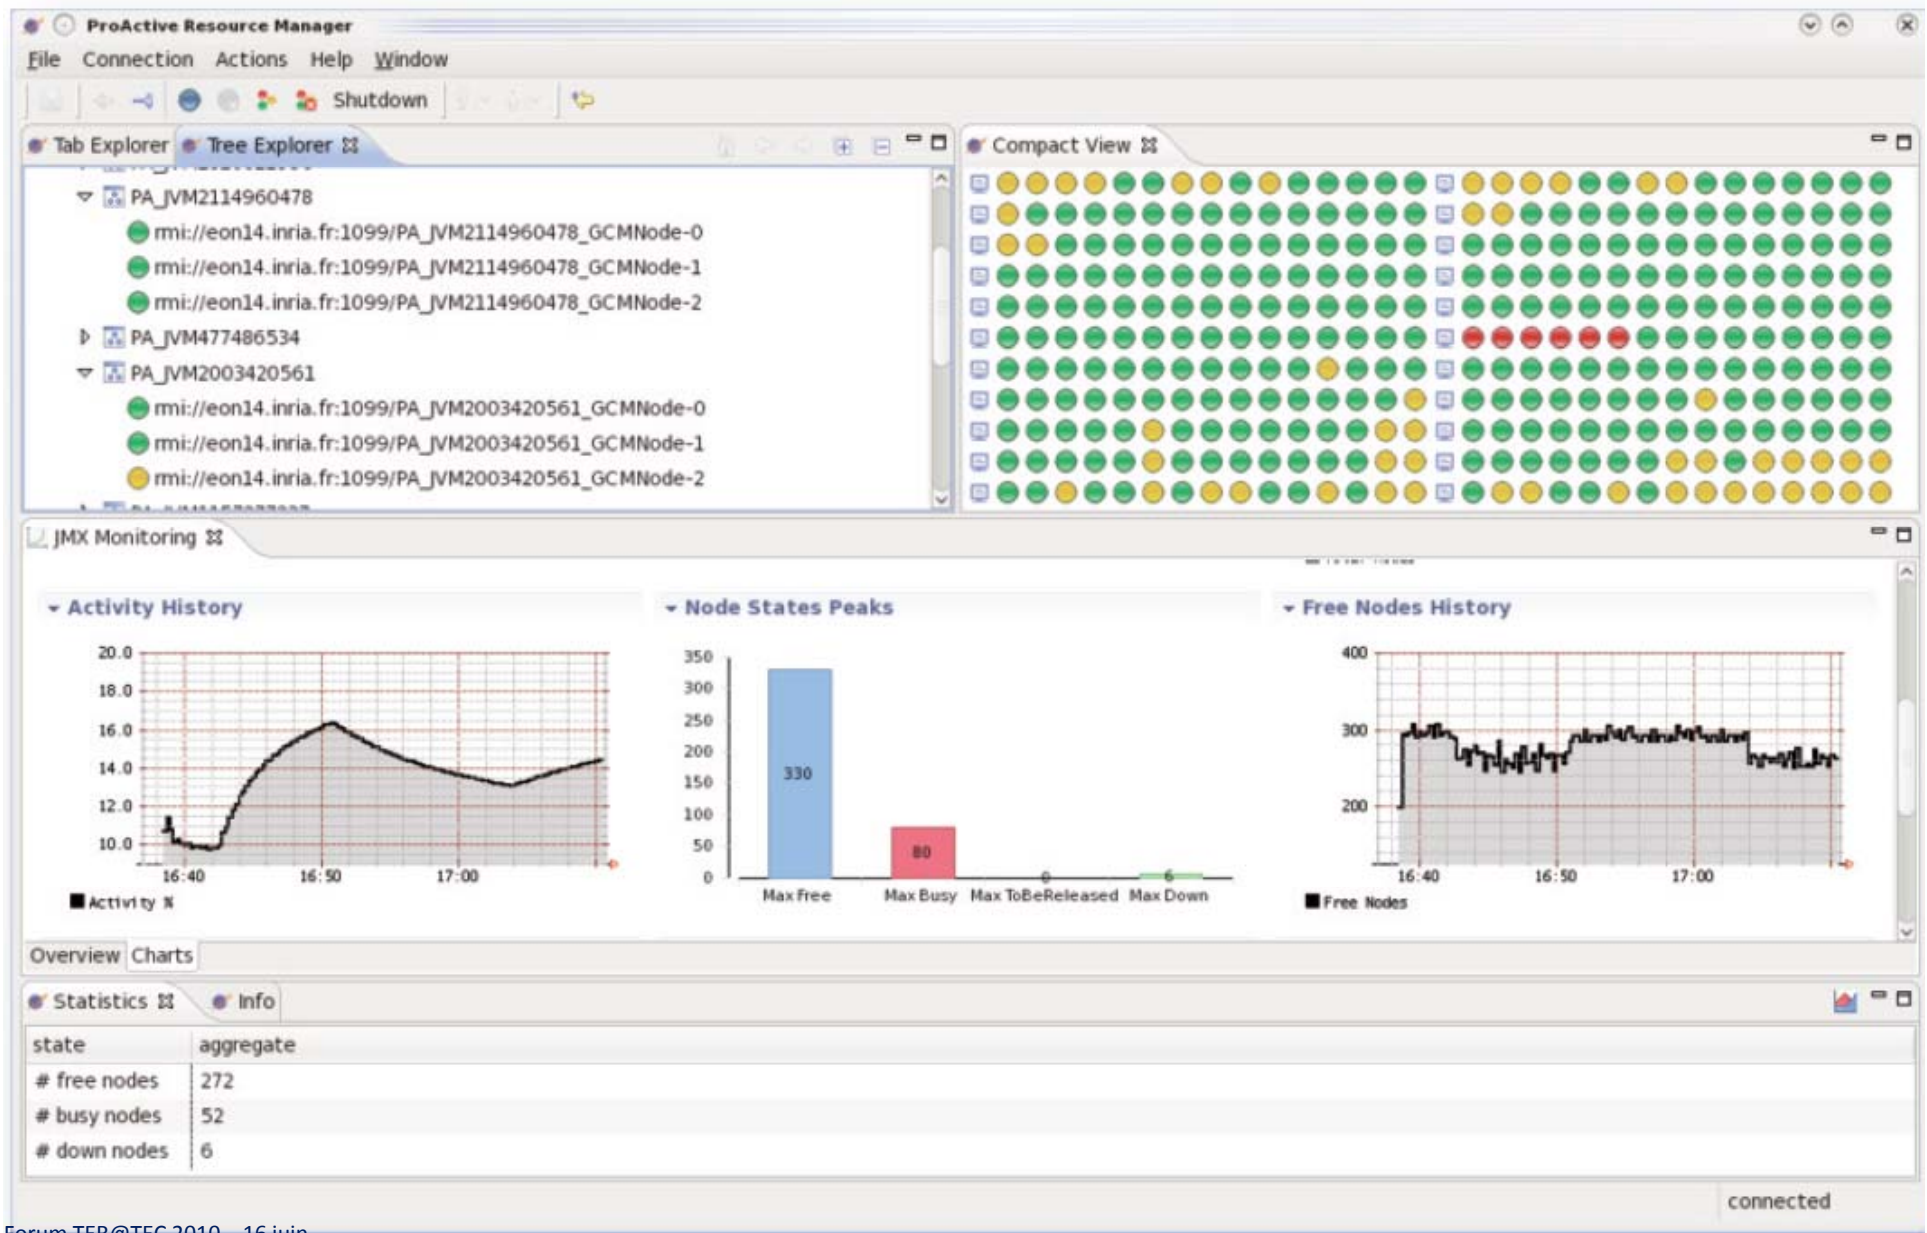 ProActive Resource Manager
File Connection Actions Help Window
Shutdown
Tab Explorer Tree Explorer
PA_JVM2114960478
rmi://eon14.inria.fr:1099/PA_JVM2114960478_GCMNode-0
rmi://eon14.inria.fr:1099/PA_JVM2114960478_GCMNode-1
rmi://eon14.inria.fr:1099/PA_JVM2114960478_GCMNode-2
PA_JVM477486534
PA_JVM2003420561
rmi://eon14.inria.fr:1099/PA_JVM2003420561_GCMNode-0
rmi://eon14.inria.fr:1099/PA_JVM2003420561_GCMNode-1
rmi://eon14.inria.fr:1099/PA_JVM2003420561_GCMNode-2
Compact View
JMX Monitoring
Activity History
20.0
18.0
16.0
14.0
12.0
10.0
16:40 16:50 17:00
Activity %
Node States Peaks
350
300
250
200
150
100
50
0
330
80
0
6
Max Free Max Busy Max ToBeReleased Max Down
Free Nodes History
400
300
200
16:40 16:50 17:00
Free Nodes
Overview Charts
Statistics Info
state aggregate
# free nodes 272
# busy nodes 52
# down nodes 6
connected
Forum TER@TEC 2010 – 16 juin